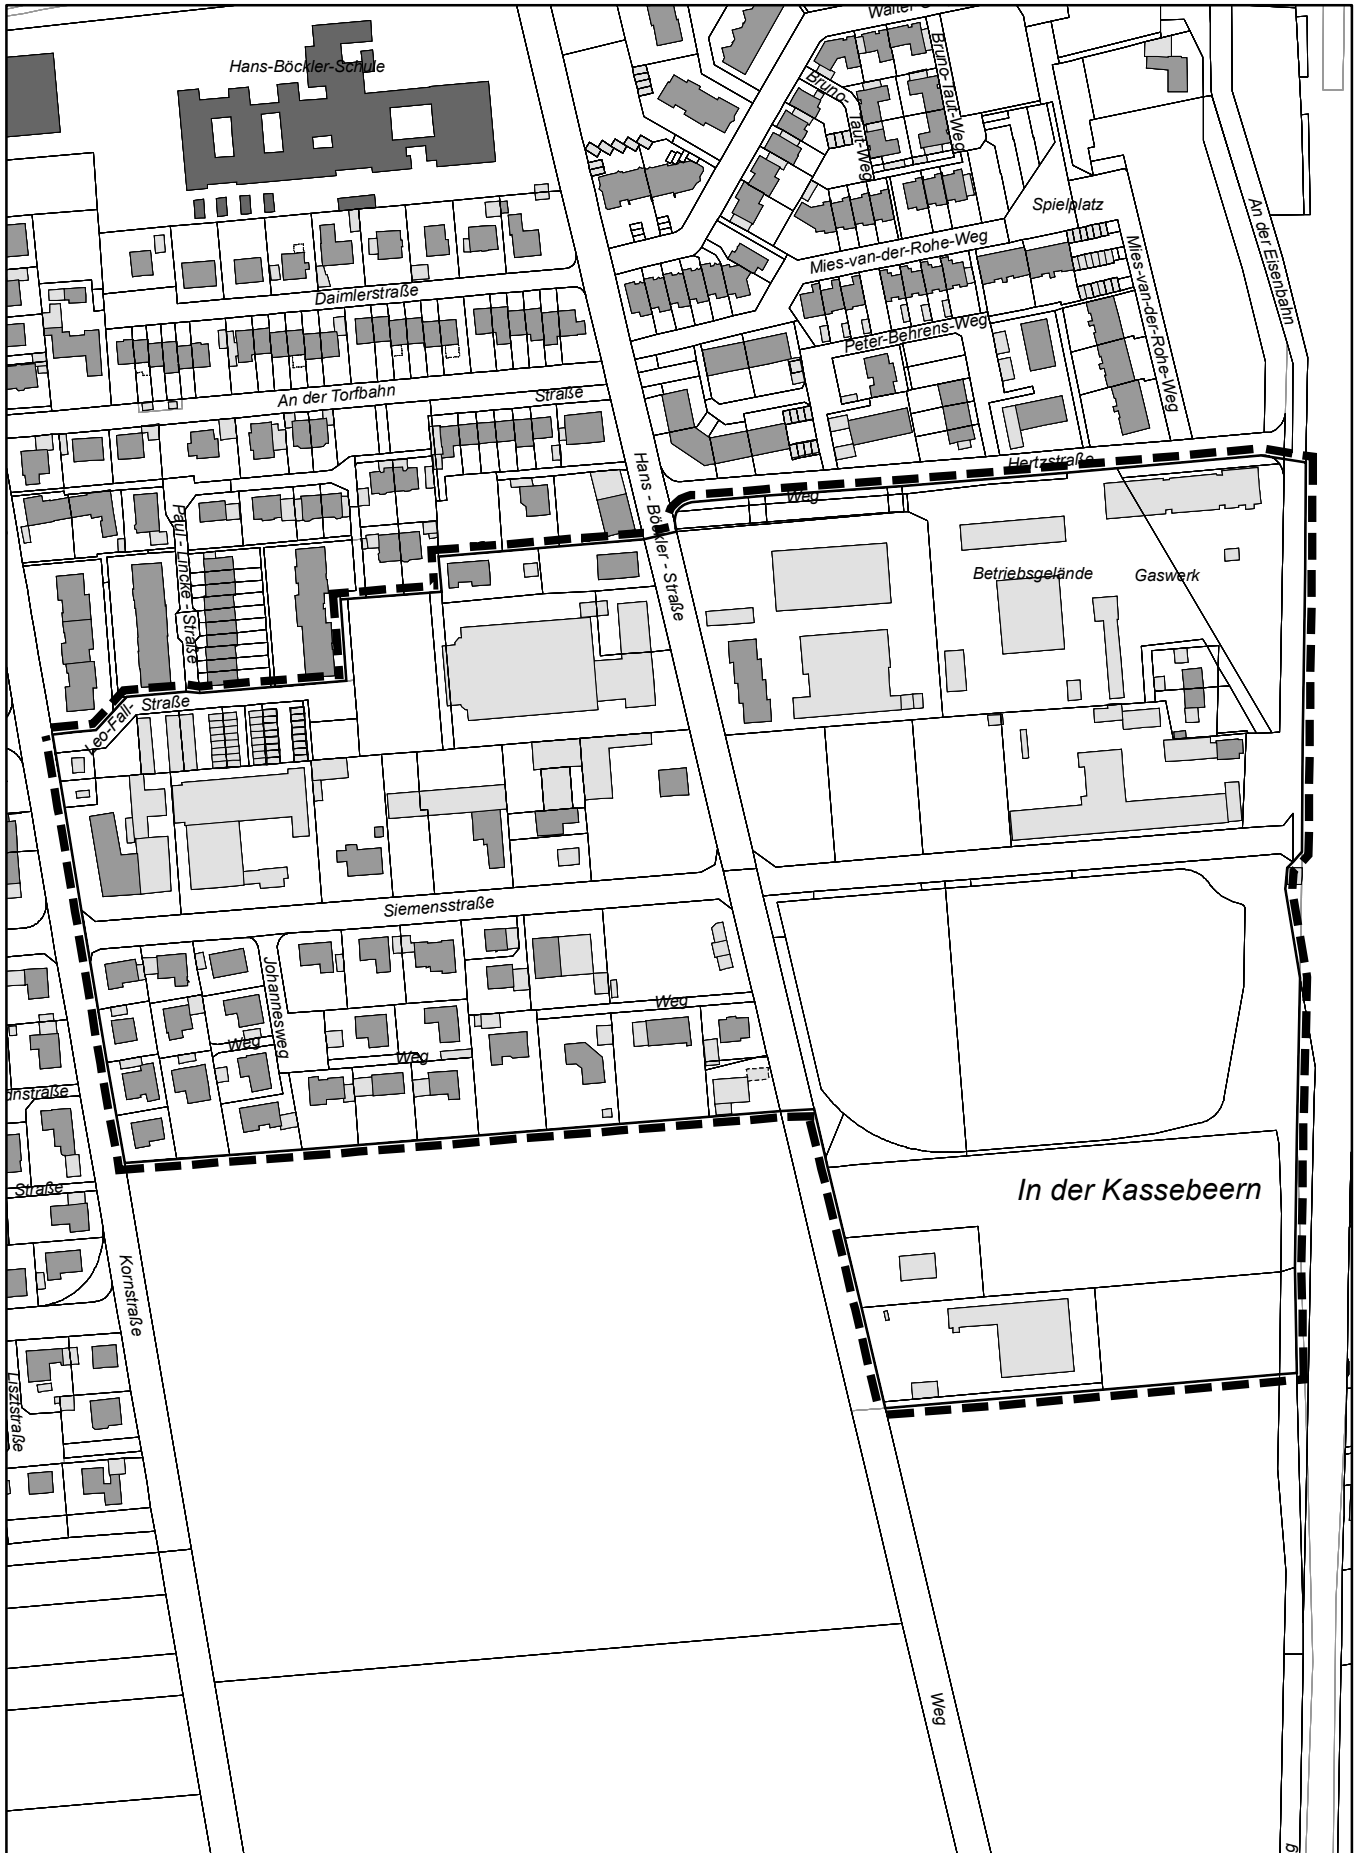 Hans-Böckler-Schule
Bruno-Taut-Weg
Bruno-Taut-Weg
Spielplatz
An der Eisenbahn
Mies-van-der-Rohe-Weg
Mies-van-der-Rohe-Weg
Daimlerstraße
Peter-Behrens-Weg
An der Torfbahn
Straße
Hertzstraße
Weg
Hans - Böckler - Straße
Paul - Lincke - Straße
Betriebsgelände
Gaswerk
Leo-Fall- Straße
Siemensstraße
Johannesweg
Weg
Weg
Weg
Straße
In der Kassebeern
Kornstraße
Lisztstraße
Weg